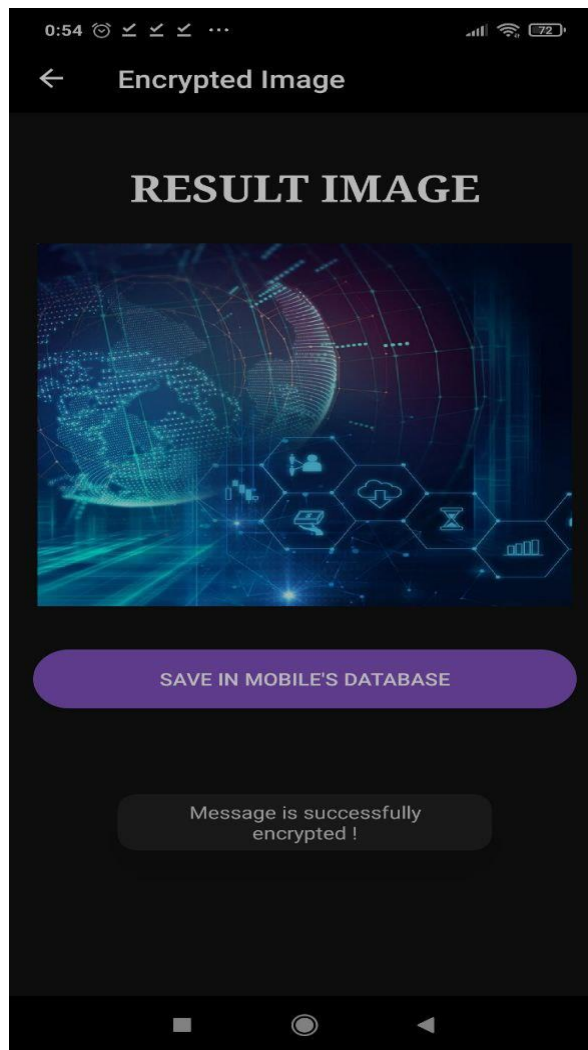 0:54 ...
72
Encrypted Image
RESULT IMAGE
SAVE IN MOBILE'S DATABASE
Message is successfully
encrypted !